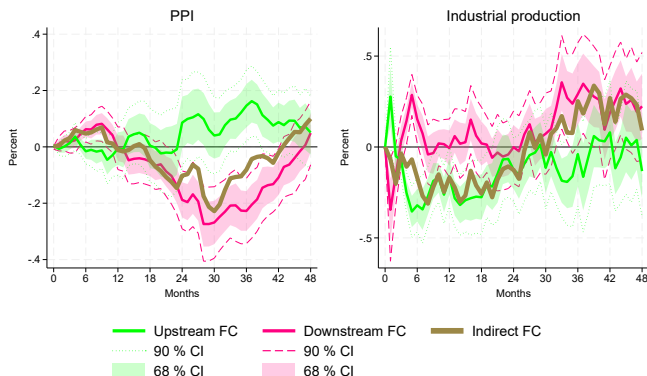 PPI
Industrial production
.4
.2
0
-.2
-.4
Percent
0 6 12 18 24 30 36 42 48
Months
.5
0
-.5
Percent
0 6 12 18 24 30 36 42 48
Months
Upstream FC Downstream FC Indirect FC
90 % CI 90 % CI
68 % CI 68 % CI